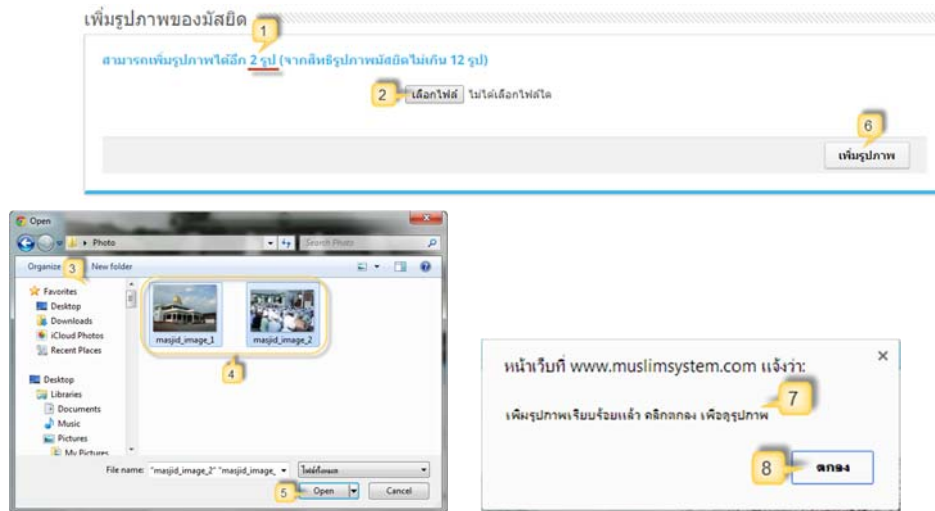 เพิ่มรูปภาพของมัสยิด
1
สามารถเพิ่มรูปภาพได้อีก 2 รูป (จากสิทธิรูปภาพมัสยิดไม่เกิน 12 รูป)
2
เลือกไฟล์ ไม่ได้เลือกไฟล์ใด
6
เพิ่มรูปภาพ
Open
Photo
Search Photo
Organize 3 New folder
Favorites
Desktop
Downloads
iCloud Photos
Recent Places
masjid_image_1 masjid_image_2
4
Desktop
Libraries
Documents
Music
Pictures
My Pictures
File name: "masjid_image_2" "masjid_image_ ไฟล์ทั้งหมด
5 Open Cancel
หน้าเว็บที่ www.muslimsystem.com แจ้งว่า:
7
เพิ่มรูปภาพเรียบร้อยแล้ว คลิกตกลง เพื่อดูรูปภาพ
8 ตกลง